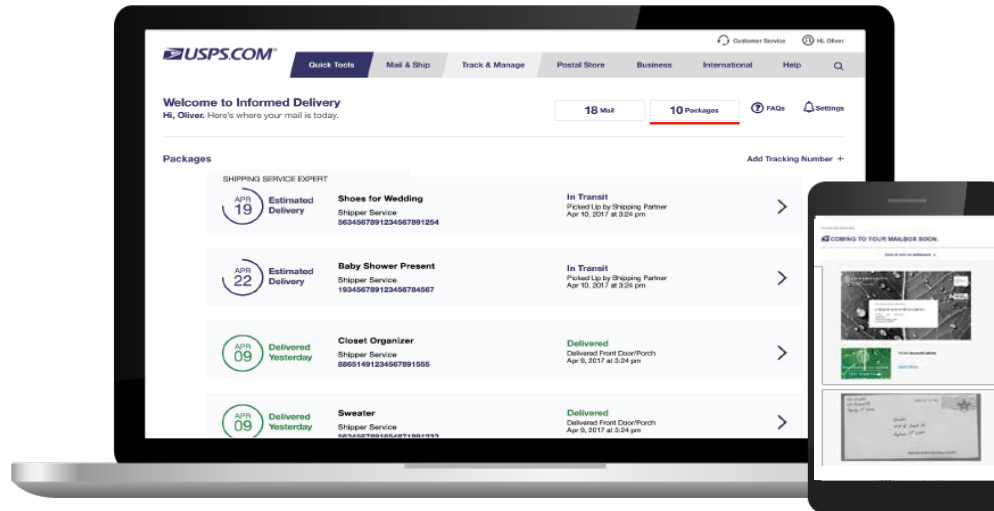 Customer Service Hi, Oliver
USPS.COM
Quick Tools Mail & Ship Track & Manage Postal Store Business International Help
Welcome to Informed Delivery
Hi, Oliver. Here's where your mail is today.
18 Mail 10 Packages FAQs Settings
Packages Add Tracking Number +
SHIPPING SERVICE EXPERT
APR 19 Estimated Delivery
Shoes for Wedding
Shipper Service
5634567891234567891254
In Transit
Picked Up by Shipping Partner
Apr 10, 2017 at 3:24 pm
APR 22 Estimated Delivery
Baby Shower Present
Shipper Service
193456789123456784567
In Transit
Picked Up by Shipping Partner
Apr 10, 2017 at 3:24 pm
APR 09 Delivered Yesterday
Closet Organizer
Shipper Service
88651491234567891555
Delivered
Delivered Front Door/Porch
Apr 9, 2017 at 3:24 pm
APR 09 Delivered Yesterday
Sweater
Shipper Service
Delivered
Delivered Front Door/Porch
Apr 9, 2017 at 3:24 pm
COMING TO YOUR MAILBOX SOON.
Learn More